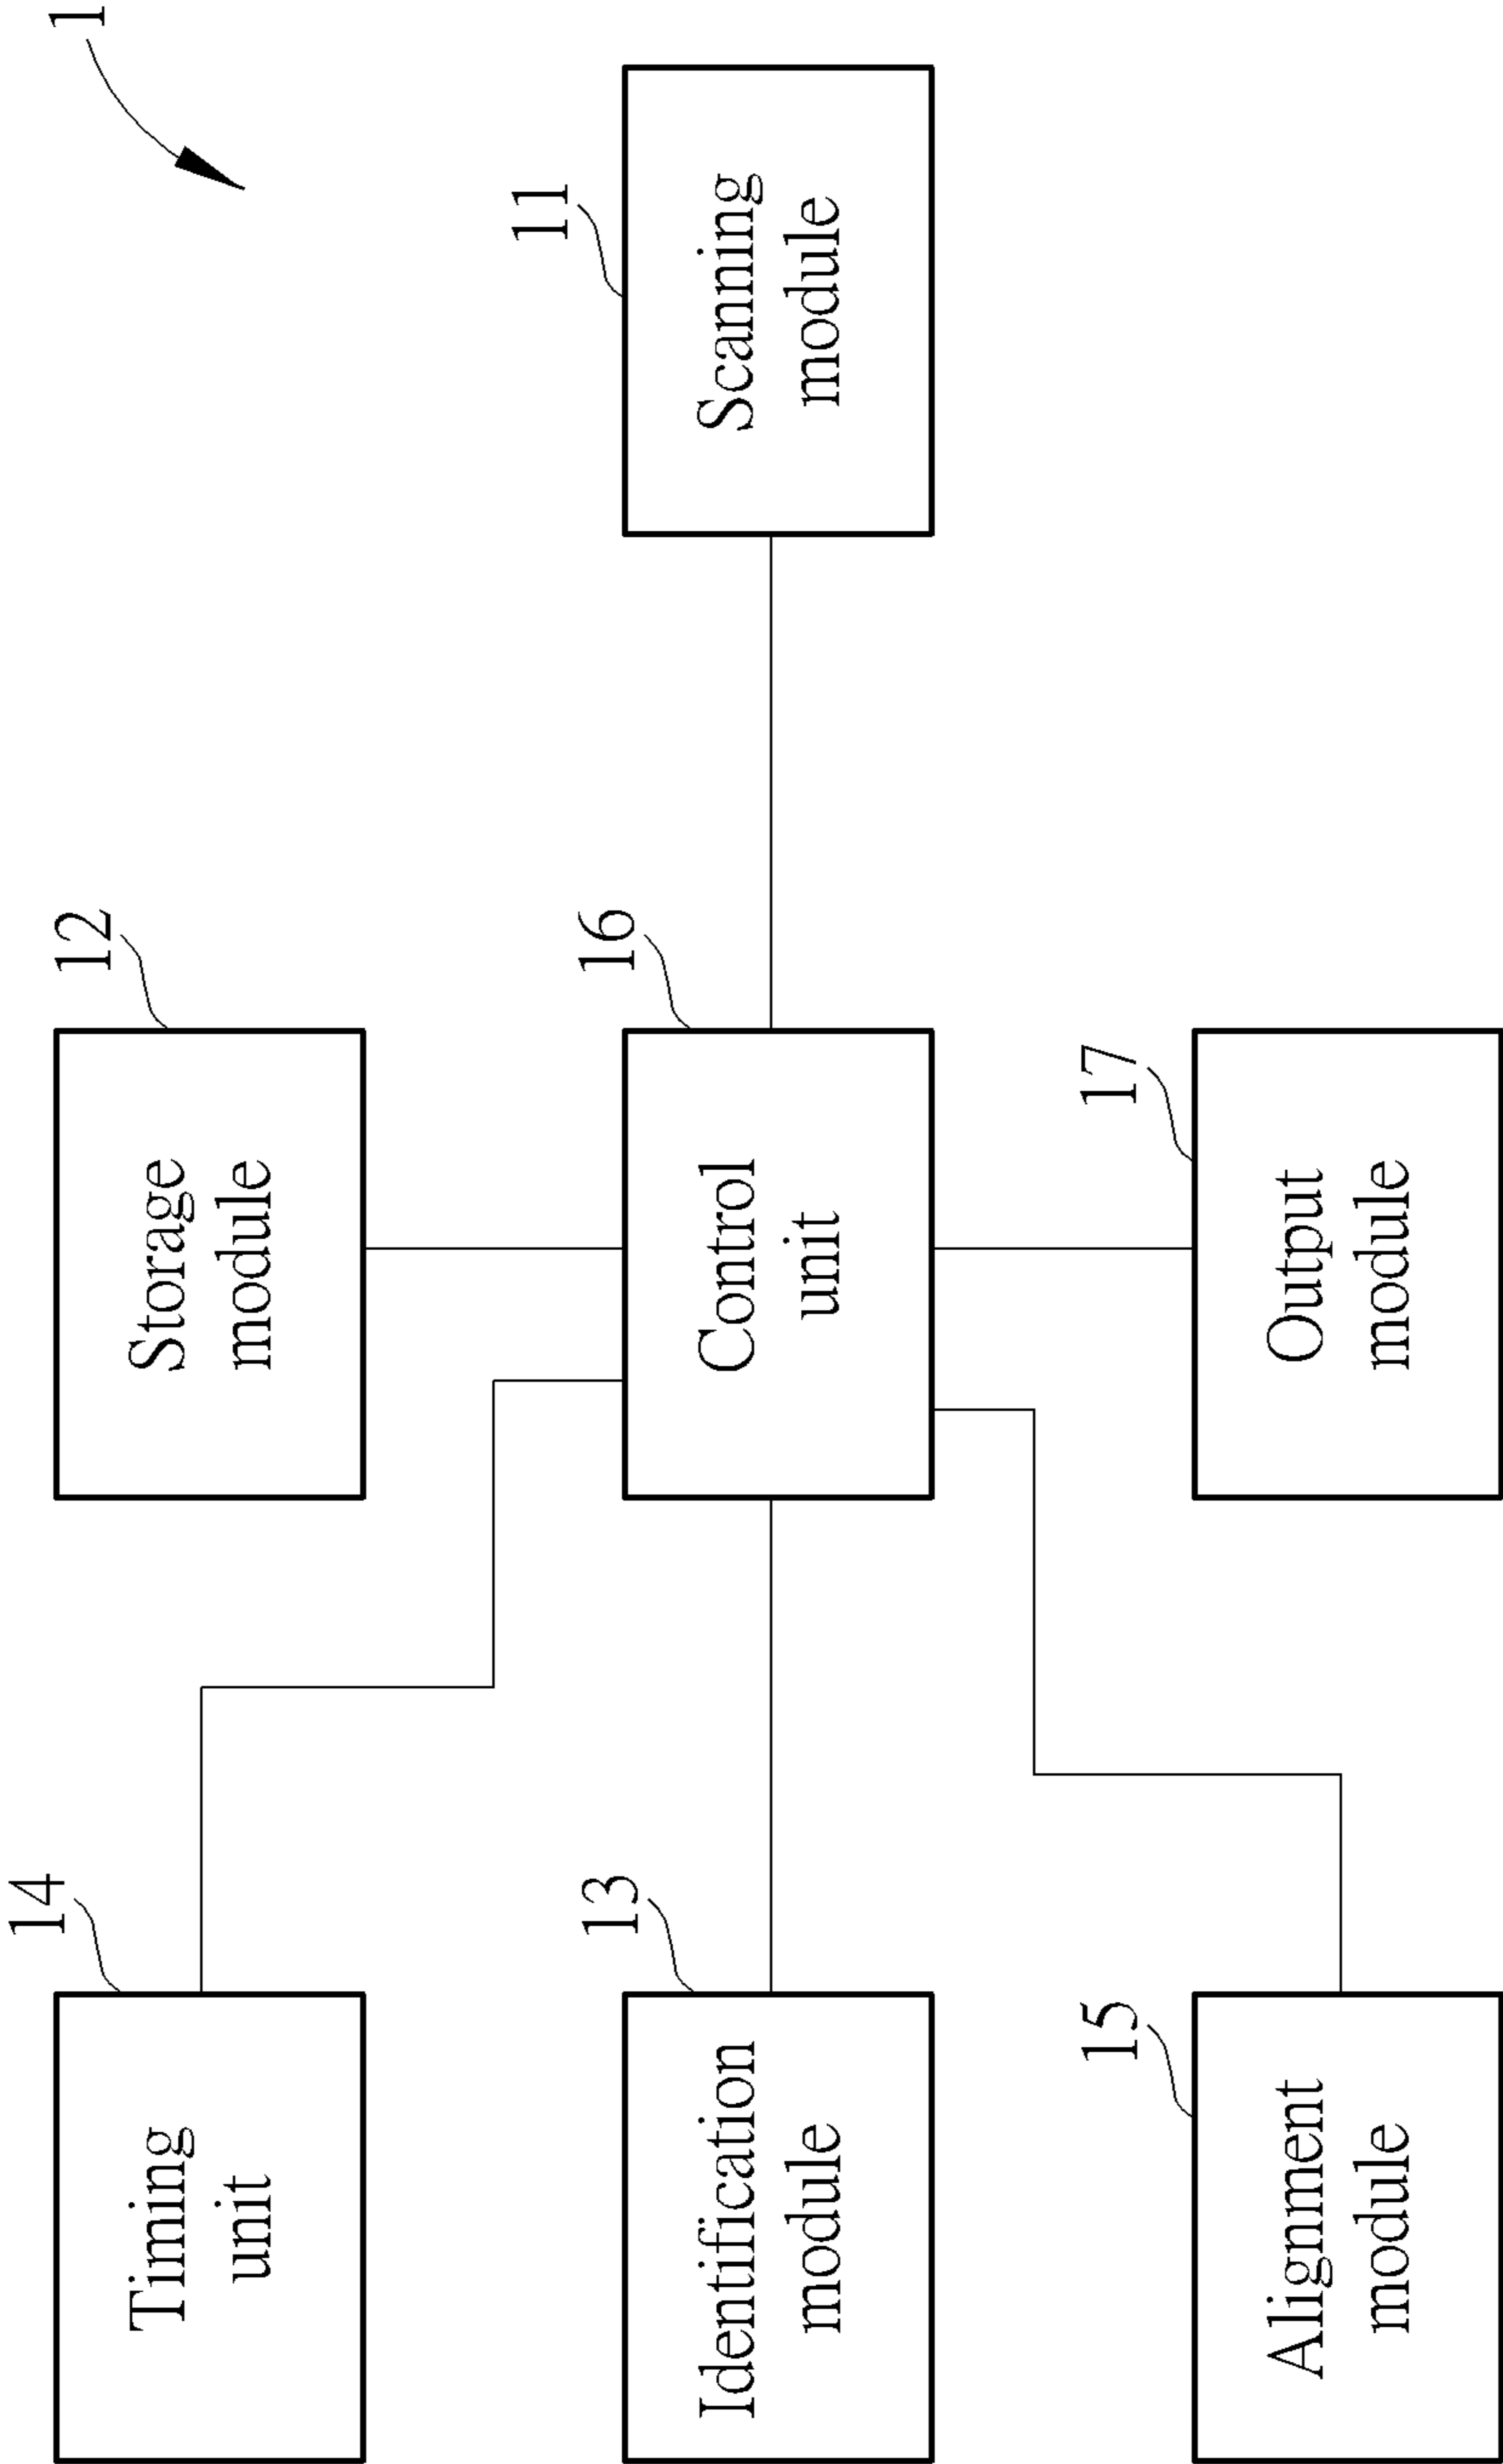 1
14
Timing
unit
12
Storage
module
13
Identification
module
16
Control
unit
11
Scanning
module
15
Alignment
module
17
Output
module